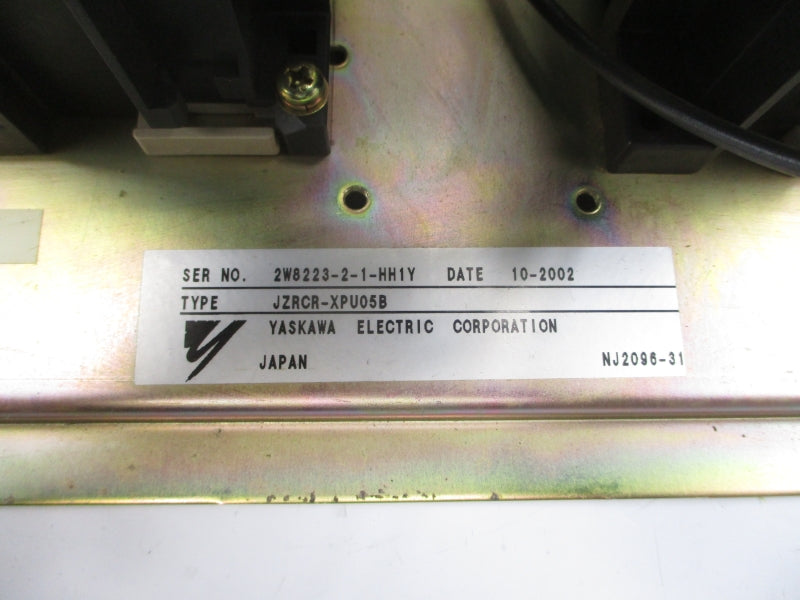 SER NO. 2W8223-2-1-HH1Y DATE 10-2002
TYPE JZRCR-XPU05B
YASKAWA ELECTRIC CORPORATION
JAPAN NJ2096-31